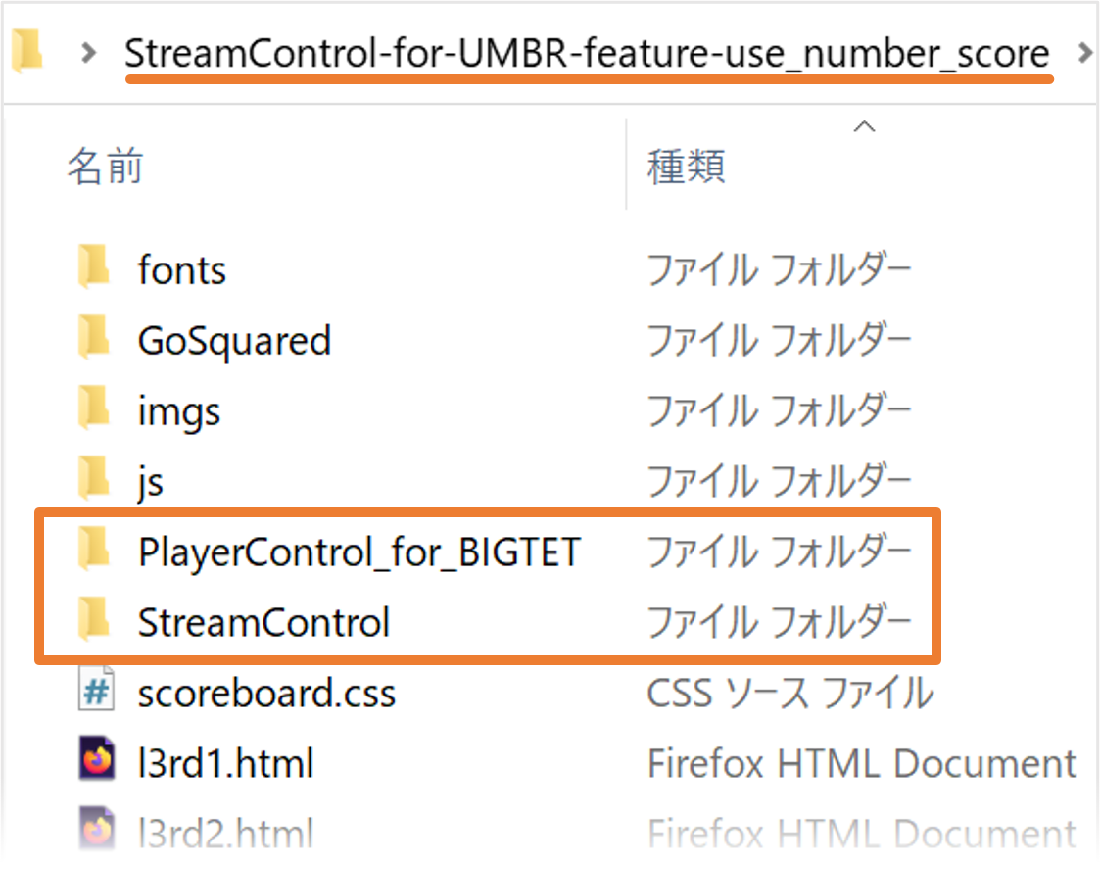 StreamControl-for-UMBR-feature-use_number_score
名前 種類
fonts ファイル フォルダー
GoSquared ファイル フォルダー
imgs ファイル フォルダー
js ファイル フォルダー
PlayerControl_for_BIGTET ファイル フォルダー
StreamControl ファイル フォルダー
scoreboard.css CSS ソース ファイル
l3rd1.html Firefox HTML Document
l3rd2.html Firefox HTML Document